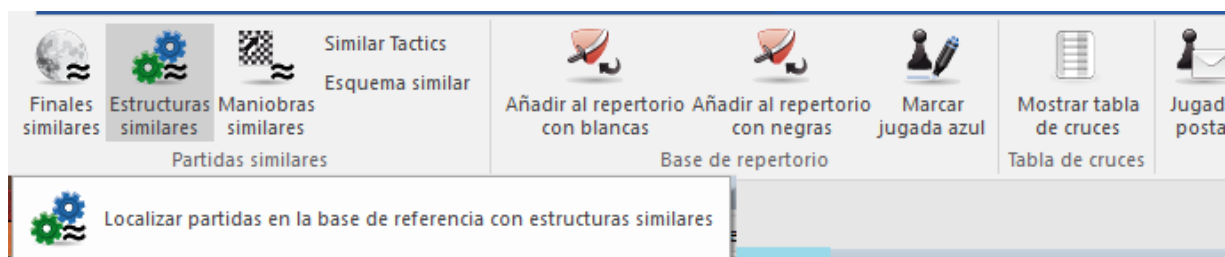 Similar Tactics
Esquema similar
Finales
similares
Estructuras
similares
Maniobras
similares
Añadir al repertorio
con blancas
Añadir al repertorio
con negras
Marcar
jugada azul
Mostrar tabla
de cruces
Partidas similares
Base de repertorio
Tabla de cruces
Localizar partidas en la base de referencia con estructuras similares